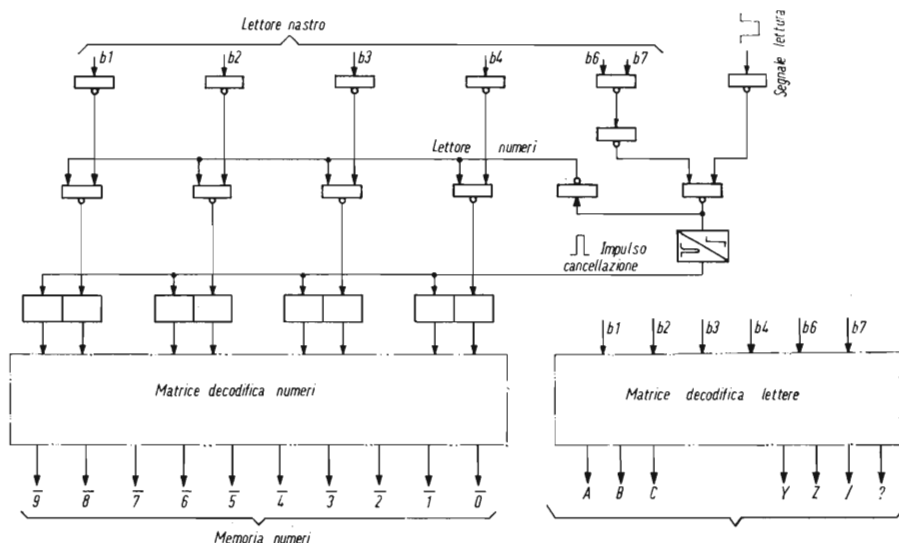 Lettore nastro
b1 b2 b3 b4 b6 b7
Segnale lettura
Lettore numeri
Impulso
cancellazione
b1 b2 b3 b4 b6 b7
Matrice decodifica numeri
Matrice decodifica lettere
9 8 7 6 5 4 3 2 1 0
A B C Y Z / ?
Memoria numeri